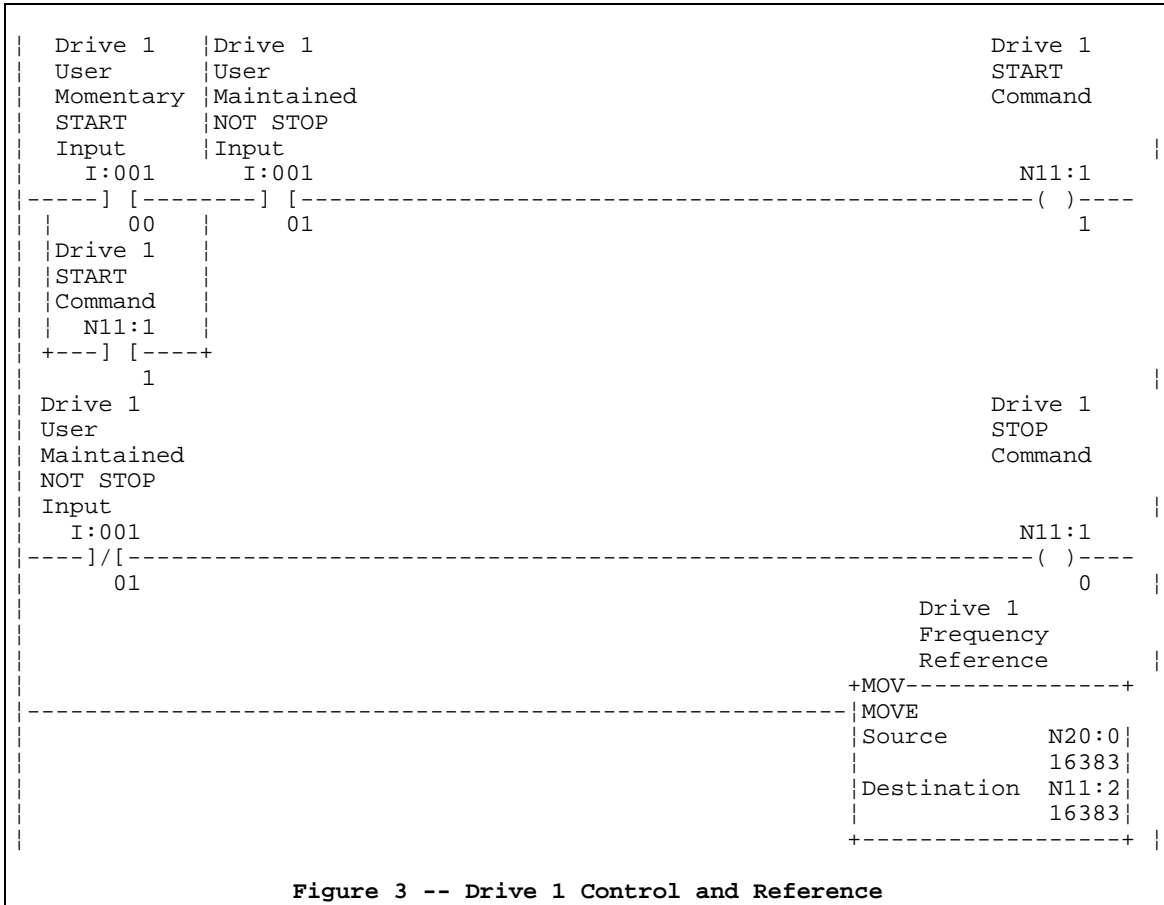 ¦  Drive 1   ¦Drive 1                                               Drive 1
¦  User      ¦User                                                  START
¦  Momentary ¦Maintained                                            Command
¦  START     ¦NOT STOP
¦  Input     ¦Input                                                            ¦
¦    I:001      I:001                                                 N11:1
¦-----] [--------] [---------------------------------------------------( )----
¦ ¦     00   ¦    01                                                     1
¦ ¦Drive 1   ¦
¦ ¦START     ¦
¦ ¦Command   ¦
¦ ¦  N11:1   ¦
¦ +---] [----+
¦       1                                                                      ¦
¦ Drive 1                                                            Drive 1
¦ User                                                               STOP
¦ Maintained                                                         Command
¦ NOT STOP
¦ Input                                                                        ¦
¦   I:001                                                              N11:1
¦----]/[---------------------------------------------------------------( )----
¦      01                                                                  0    ¦
¦                                                              Drive 1
¦                                                              Frequency
¦                                                              Reference       ¦
¦                                                         +MOV---------------+
¦---------------------------------------------------------¦MOVE
¦                                                         ¦Source       N20:0¦
¦                                                         ¦             16383¦
¦                                                         ¦Destination  N11:2¦
¦                                                         ¦             16383¦
¦                                                         +------------------+ ¦
Figure 3 -- Drive 1 Control and Reference